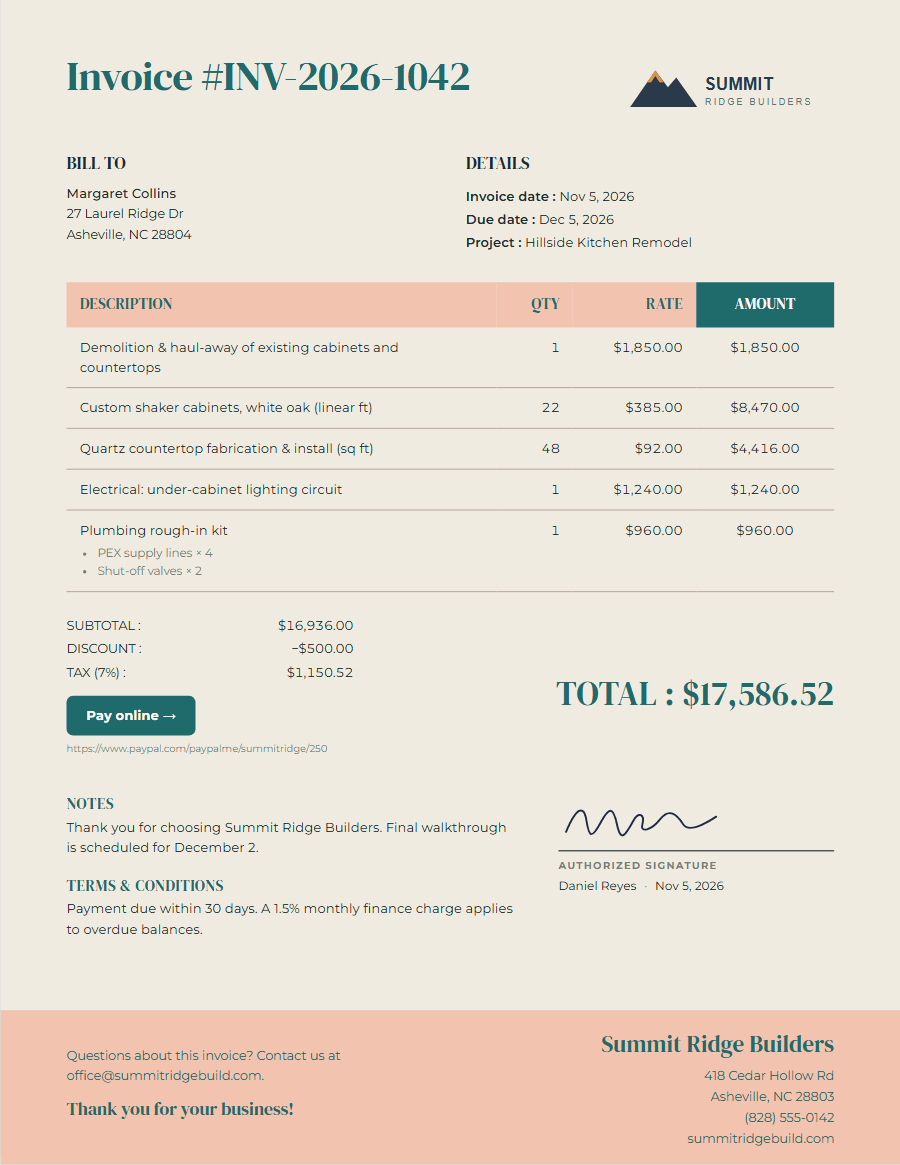 Invoice #INV-2026-1042
SUMMIT
RIDGE BUILDERS
BILL TO
Margaret Collins
27 Laurel Ridge Dr
Asheville, NC 28804
DETAILS
Invoice date : Nov 5, 2026
Due date : Dec 5, 2026
Project : Hillside Kitchen Remodel
DESCRIPTION QTY RATE AMOUNT
Demolition & haul-away of existing cabinets and 1 $1,850.00 $1,850.00
countertops
Custom shaker cabinets, white oak (linear ft) 22 $385.00 $8,470.00
Quartz countertop fabrication & install (sq ft) 48 $92.00 $4,416.00
Electrical: under-cabinet lighting circuit 1 $1,240.00 $1,240.00
Plumbing rough-in kit 1 $960.00 $960.00
• PEX supply lines × 4
• Shut-off valves × 2
SUBTOTAL : $16,936.00
DISCOUNT : −$500.00
TAX (7%) : $1,150.52
TOTAL : $17,586.52
Pay online →
https://www.paypal.com/paypalme/summitridge/250
NOTES
Thank you for choosing Summit Ridge Builders. Final walkthrough
is scheduled for December 2.
TERMS & CONDITIONS
Payment due within 30 days. A 1.5% monthly finance charge applies
to overdue balances.
AUTHORIZED SIGNATURE
Daniel Reyes · Nov 5, 2026
Questions about this invoice? Contact us at
office@summitridgebuild.com.
Thank you for your business!
Summit Ridge Builders
418 Cedar Hollow Rd
Asheville, NC 28803
(828) 555-0142
summitridgebuild.com